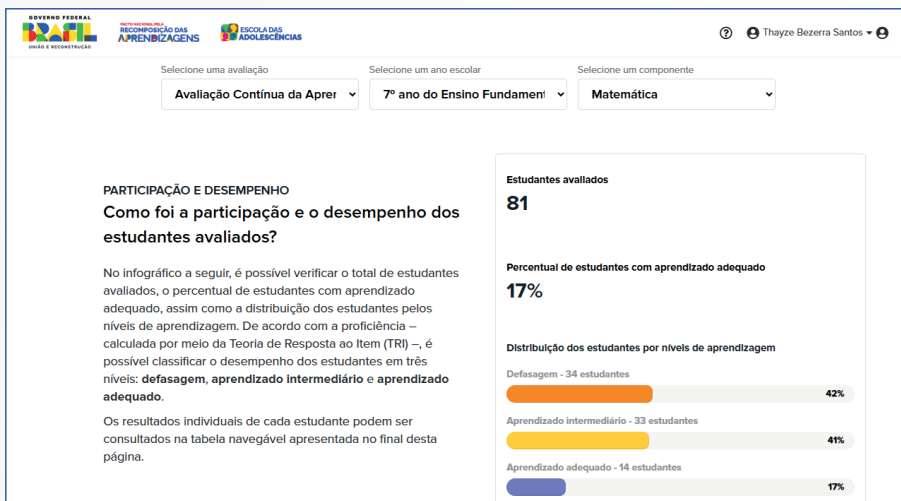 GOVERNO FEDERAL
BRASIL
UNIÃO E RECONSTRUÇÃO
PACTO NACIONAL PELA
RECOMPOSIÇÃO DAS
APRENDIZAGENS
ESCOLA DAS
ADOLESCÊNCIAS
Thayze Bezerra Santos
Selecione uma avaliação
Selecione um ano escolar
Selecione um componente
Avaliação Contínua da Aprer
7º ano do Ensino Fundament
Matemática
PARTICIPAÇÃO E DESEMPENHO
Como foi a participação e o desempenho dos
estudantes avaliados?
No infográfico a seguir, é possível verificar o total de estudantes
avaliados, o percentual de estudantes com aprendizado
adequado, assim como a distribuição dos estudantes pelos
níveis de aprendizagem. De acordo com a proficiência –
calculada por meio da Teoria de Resposta ao Item (TRI) –, é
possível classificar o desempenho dos estudantes em três
níveis: defasagem, aprendizado intermediário e aprendizado
adequado.
Os resultados individuais de cada estudante podem ser
consultados na tabela navegável apresentada no final desta
página.
Estudantes avaliados
81
Percentual de estudantes com aprendizado adequado
17%
Distribuição dos estudantes por níveis de aprendizagem
Defasagem - 34 estudantes
42%
Aprendizado intermediário - 33 estudantes
41%
Aprendizado adequado - 14 estudantes
17%